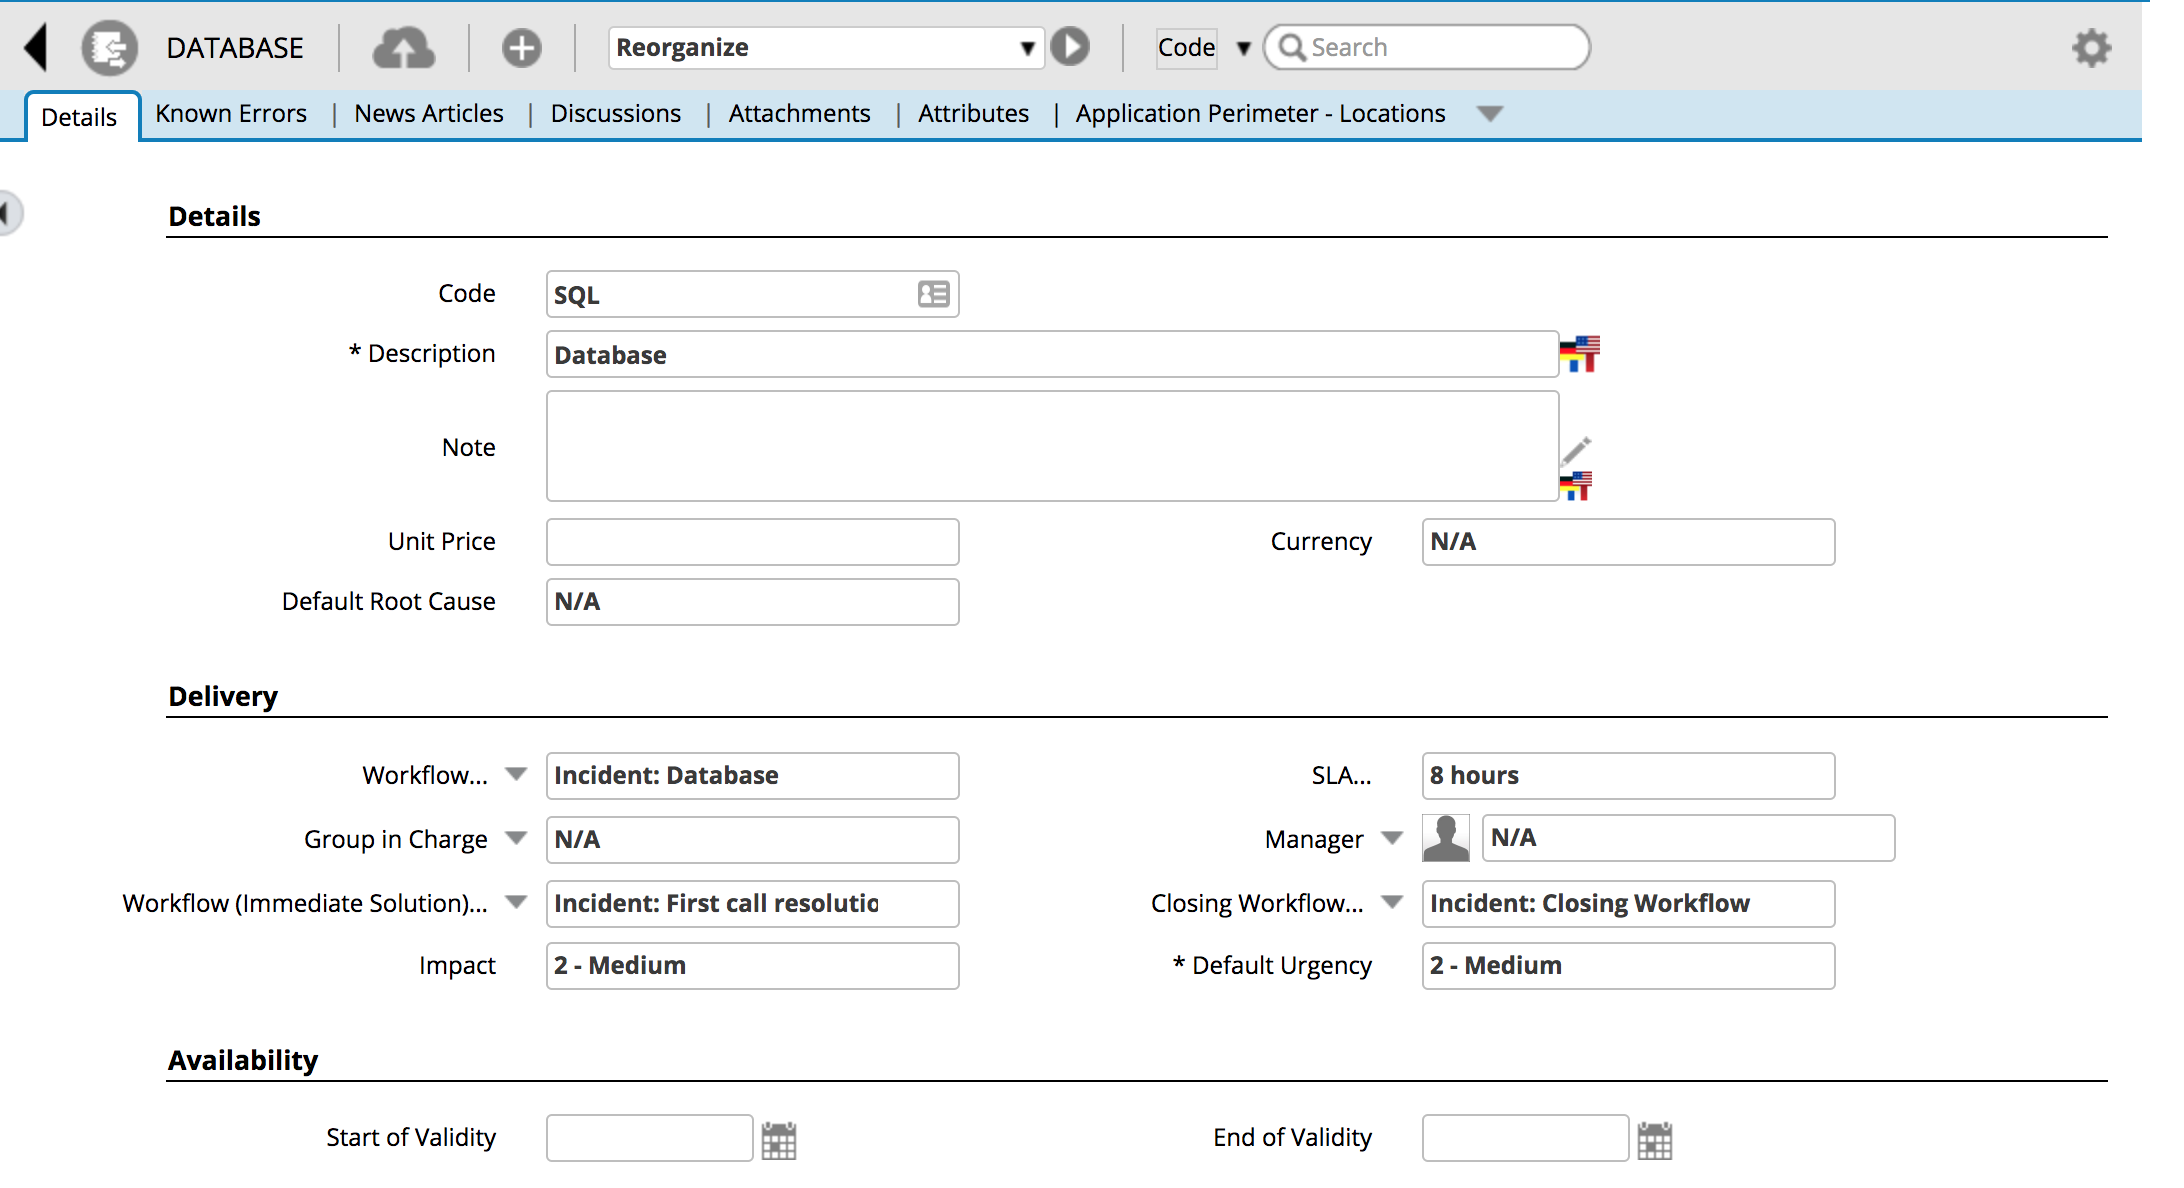 DATABASE Reorganize Code Search
Details Known Errors | News Articles | Discussions | Attachments | Attributes | Application Perimeter - Locations
Details
Code SQL
* Description Database
Note
Unit Price Currency N/A
Default Root Cause N/A
Delivery
Workflow... Incident: Database SLA... 8 hours
Group in Charge N/A Manager N/A
Workflow (Immediate Solution)... Incident: First call resolutio Closing Workflow... Incident: Closing Workflow
Impact 2 - Medium * Default Urgency 2 - Medium
Availability
Start of Validity End of Validity